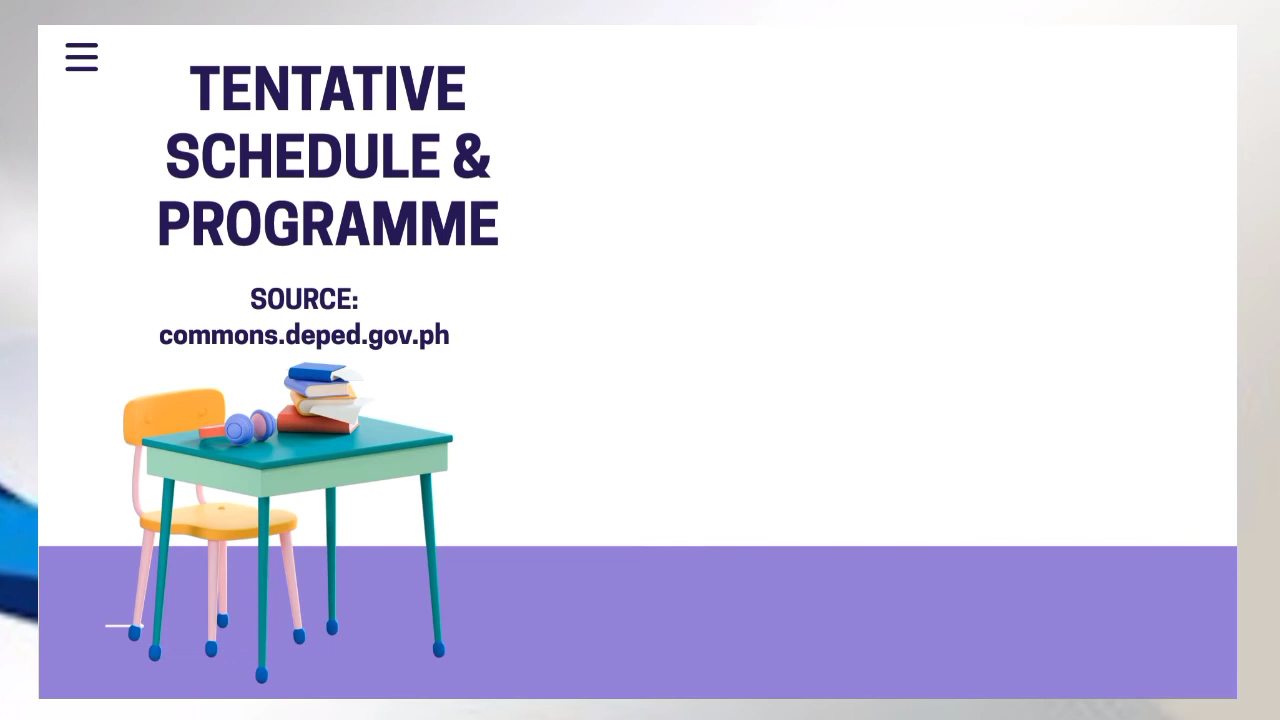 TENTATIVE
SCHEDULE &
PROGRAMME
SOURCE:
commons.deped.gov.ph